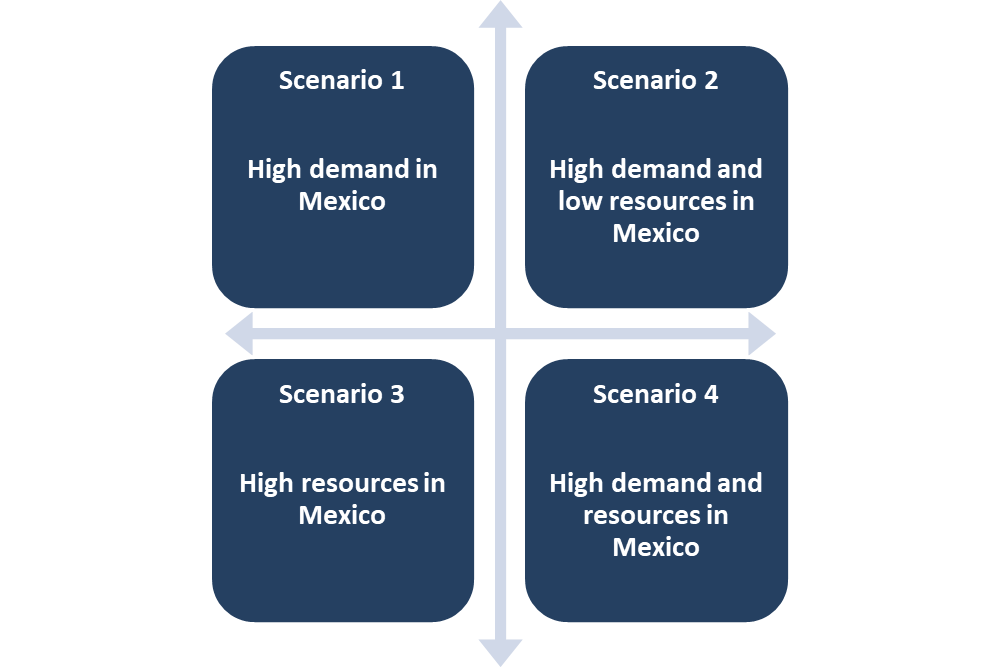 Scenario 1
High demand in
Mexico
Scenario 2
High demand and
low resources in
Mexico
Scenario 3
High resources in
Mexico
Scenario 4
High demand and
resources in
Mexico